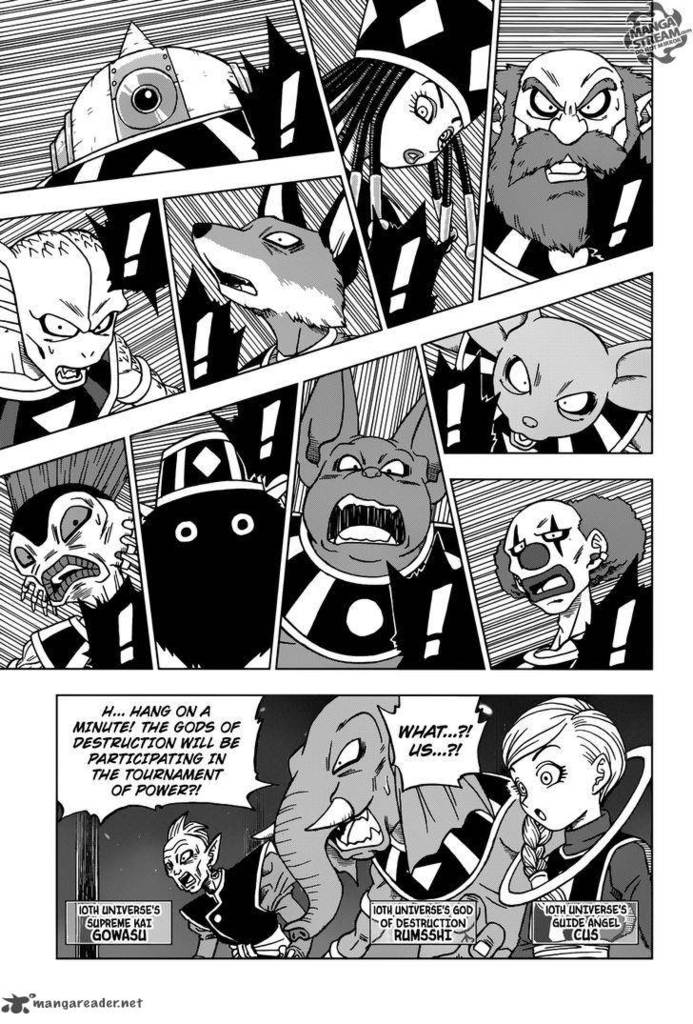 MANGA
STREAM
!
!
!
!
!
!
!
!
!
!
!
!
H... HANG ON A
MINUTE! THE GODS OF
DESTRUCTION WILL BE
PARTICIPATING IN
THE TOURNAMENT
OF POWER?!
WHAT...?!
US...?!
10TH UNIVERSE'S
SUPREME KAI
GOWASU
10TH UNIVERSE'S GOD
OF DESTRUCTION
RUMSSHI
10TH UNIVERSE'S
GUIDE ANGEL
CUS
mangareader.net